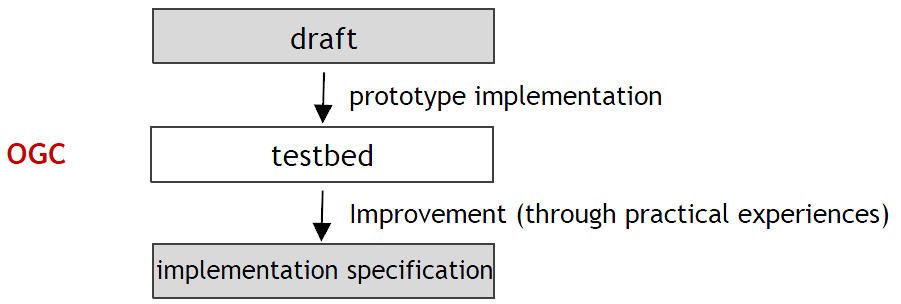 draft
prototype implementation
OGC
testbed
Improvement (through practical experiences)
implementation specification